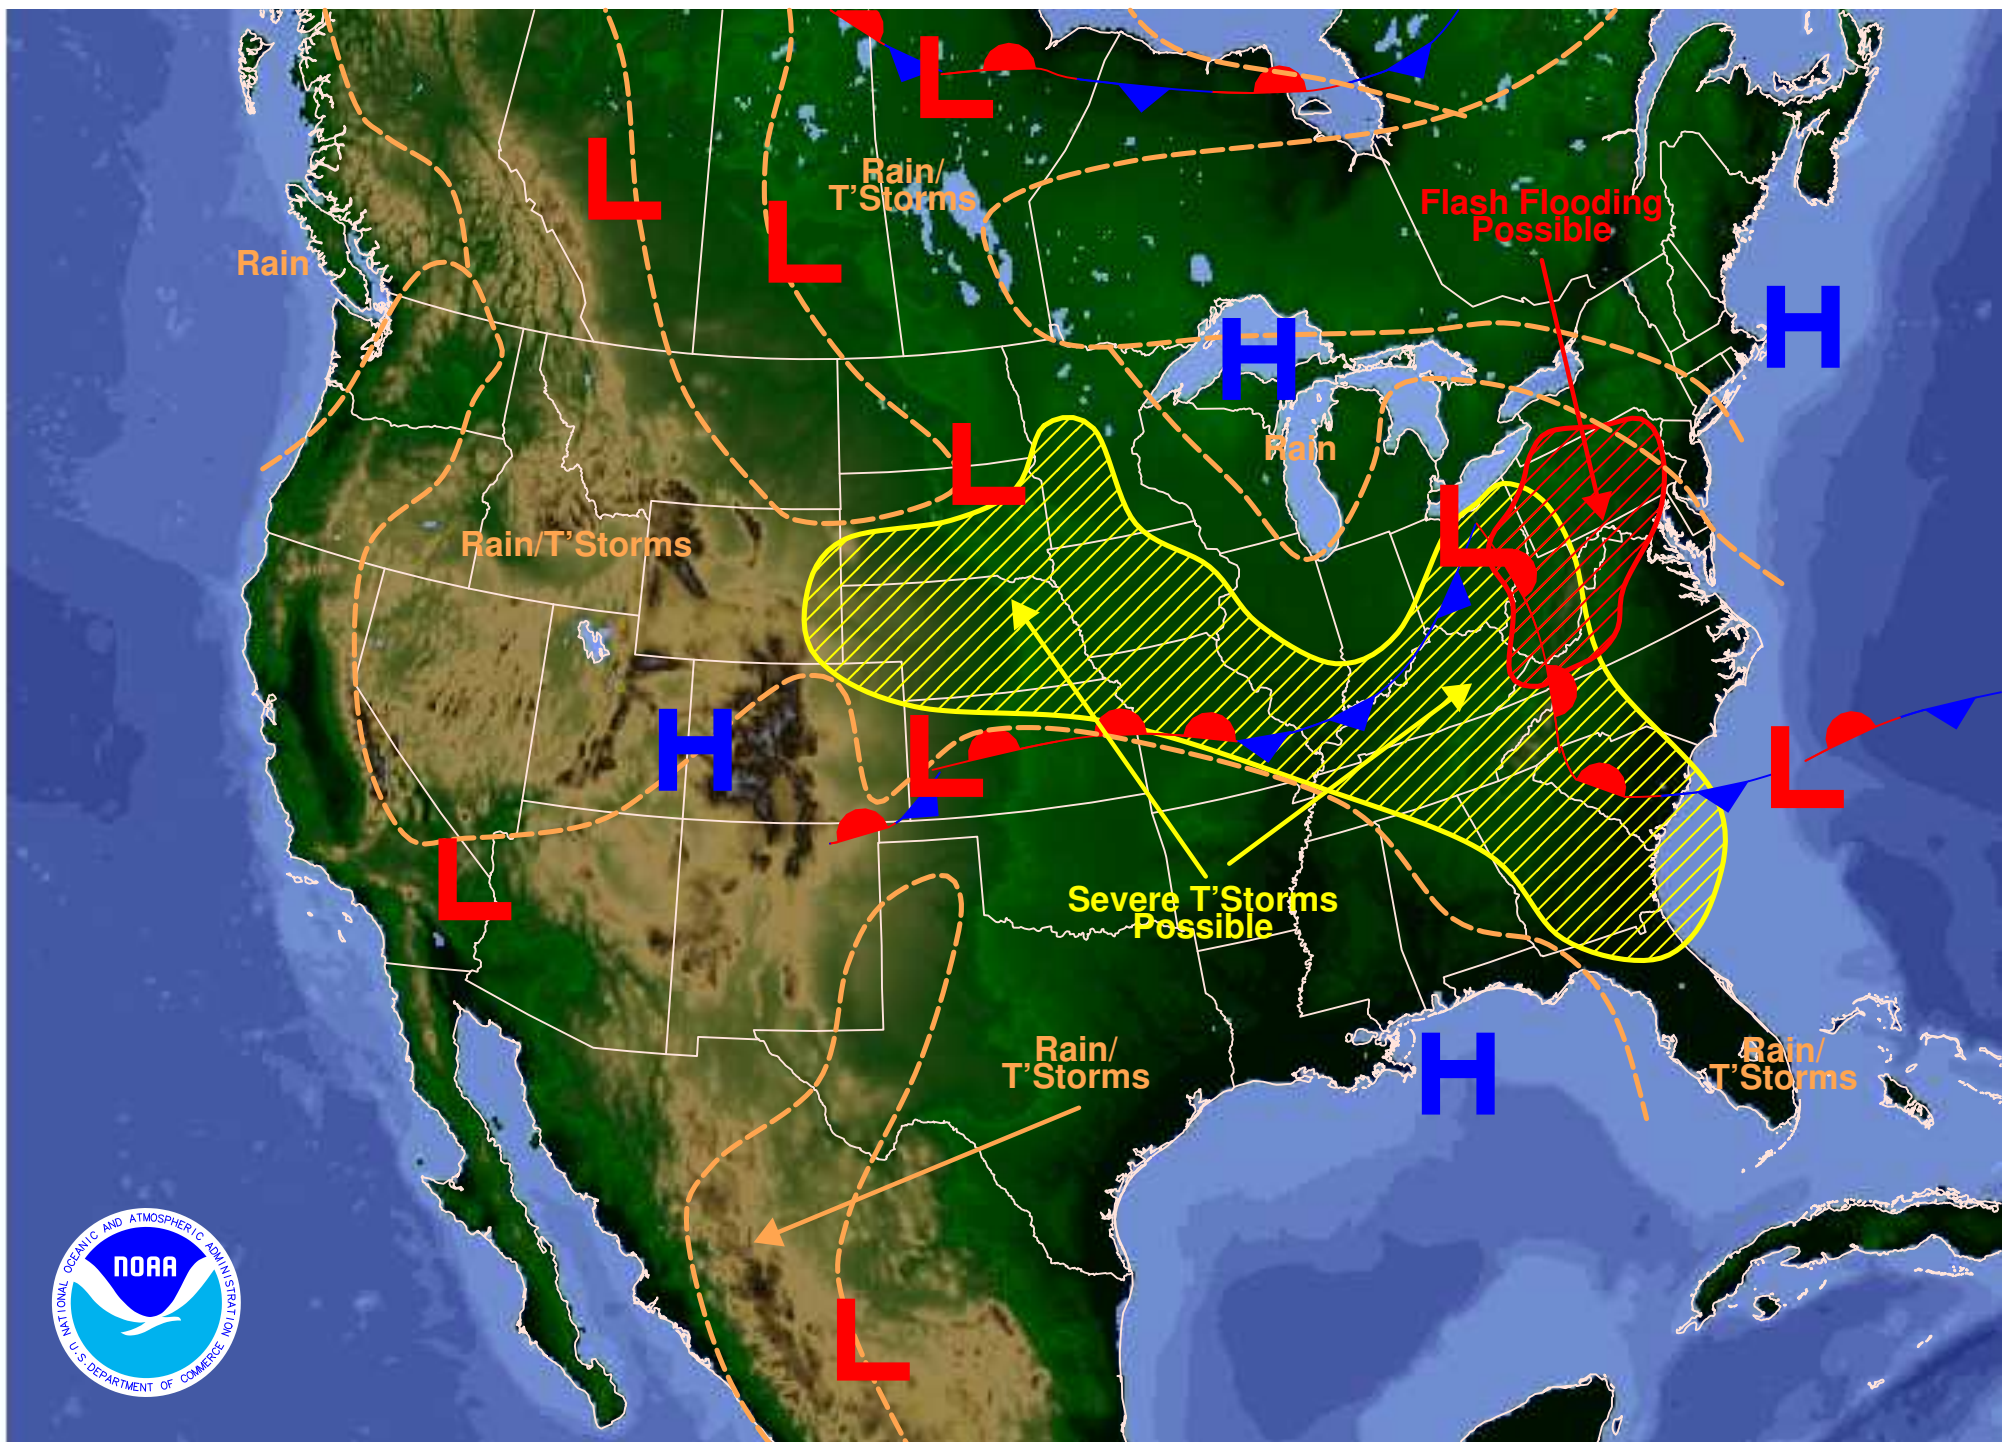 L
L
Rain/
T'Storms
L
Flash Flooding
Possible
Rain
H
H
Rain
L
L
Rain/T'Storms
H
L
L
L
Severe T'Storms
Possible
Rain/
T'Storms
H
Rain/
T'Storms
L
NATIONAL OCEANIC AND ATMOSPHERIC ADMINISTRATION
NOAA
U.S. DEPARTMENT OF COMMERCE